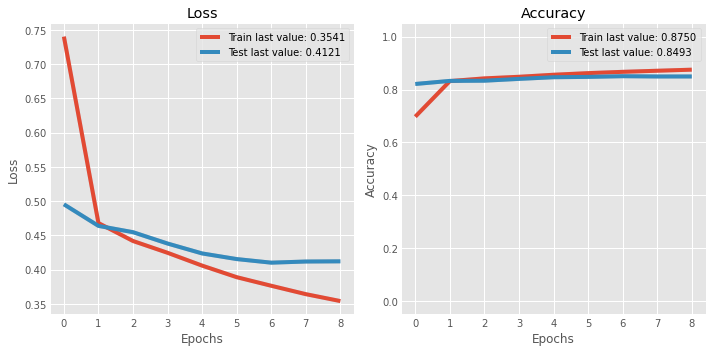 Loss
Train last value: 0.3541
Test last value: 0.4121
0.75
0.70
0.65
0.60
0.55
0.50
0.45
0.40
0.35
Loss
0 1 2 3 4 5 6 7 8
Epochs
Accuracy
Train last value: 0.8750
Test last value: 0.8493
1.0
0.8
0.6
0.4
0.2
0.0
Accuracy
0 1 2 3 4 5 6 7 8
Epochs